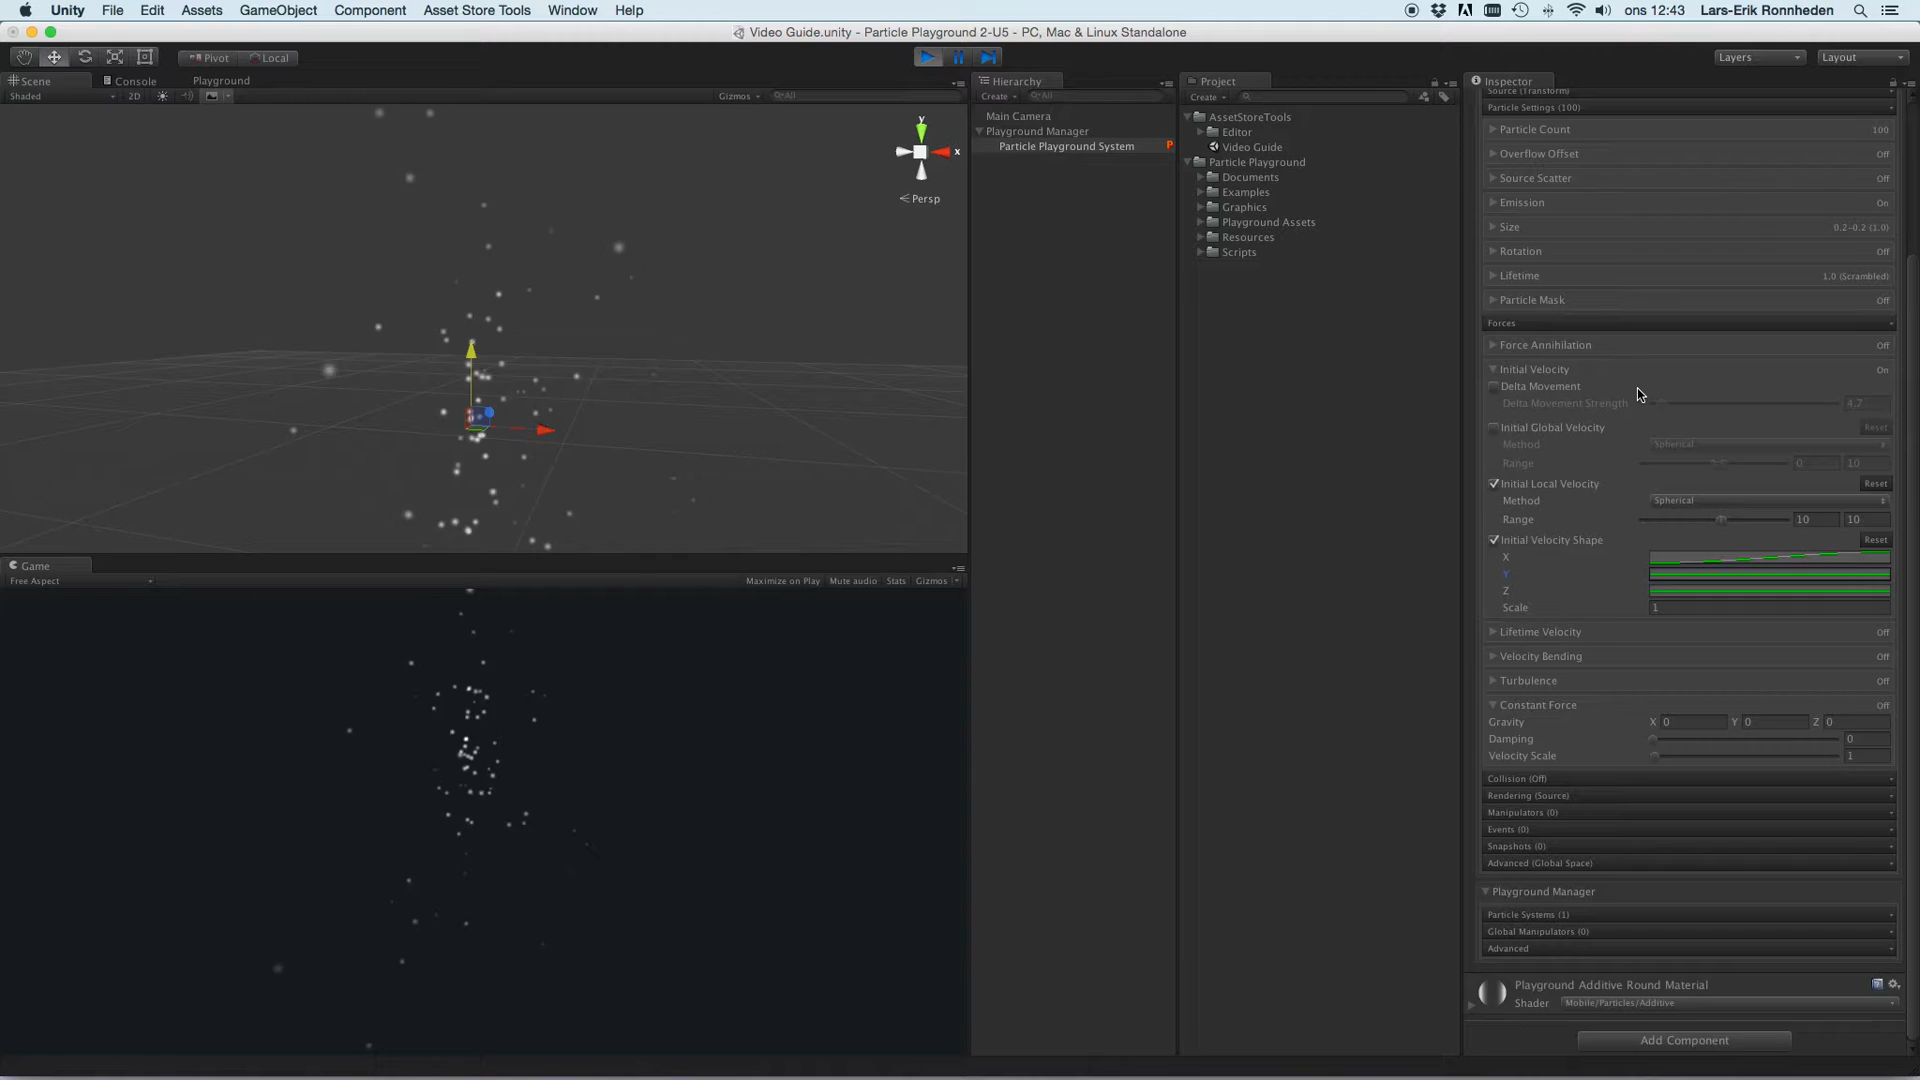 Unity File Edit Assets GameObject Component Asset Store Tools Window Help ons 12:43 Lars-Erik Ronnheden
Video Guide.unity - Particle Playground 2-U5 - PC, Mac & Linux Standalone
Pivot Local Layers Layout
Scene Console Playground
Shaded 2D Gizmos All
y
x
Persp
Game
Free Aspect Maximize on Play Mute audio Stats Gizmos
Hierarchy
Create All
Main Camera
Playground Manager
Particle Playground System P
Project
Create
AssetStoreTools
Editor
Video Guide
Particle Playground
Documents
Examples
Graphics
Playground Assets
Resources
Scripts
Inspector
Source (Transform)
Particle Settings (100)
Particle Count 100
Overflow Offset Off
Source Scatter Off
Emission On
Size 0.2-0.2 (1.0)
Rotation Off
Lifetime 1.0 (Scrambled)
Particle Mask Off
Forces
Force Annihilation Off
Initial Velocity On
Delta Movement
Delta Movement Strength 4.7
Initial Global Velocity Reset
Method Spherical
Range 0 10
Initial Local Velocity Reset
Method Spherical
Range 10 10
Initial Velocity Shape Reset
X
Y
Z
Scale 1
Lifetime Velocity Off
Velocity Bending Off
Turbulence Off
Constant Force Off
Gravity X 0 Y 0 Z 0
Damping 0
Velocity Scale 1
Collision (Off)
Rendering (Source)
Manipulators (0)
Events (0)
Snapshots (0)
Advanced (Global Space)
Playground Manager
Particle Systems (1)
Global Manipulators (0)
Advanced
Playground Additive Round Material
Shader Mobile/Particles/Additive
Add Component